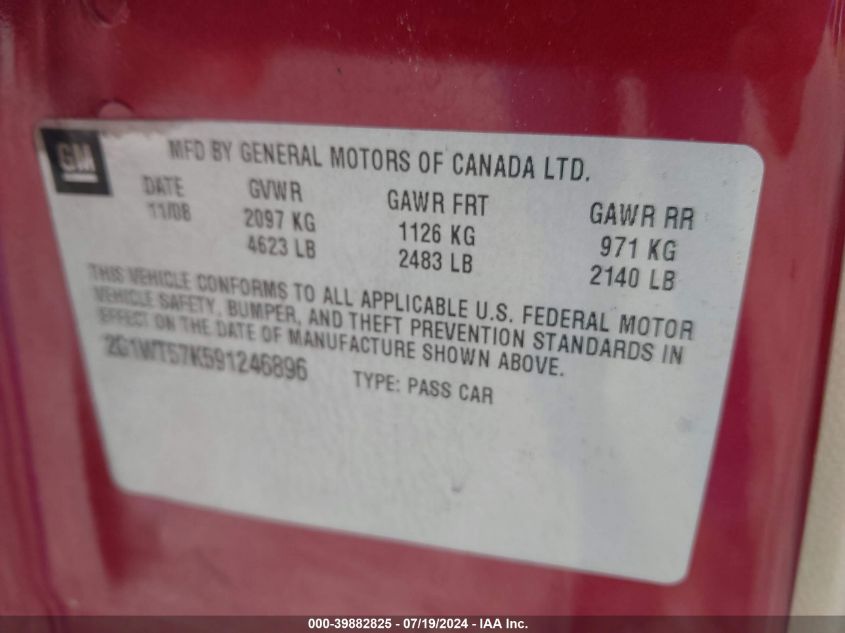 GM
MFD BY GENERAL MOTORS OF CANADA LTD.
DATE GVWR GAWR FRT GAWR RR
11/08 2097 KG 1126 KG 971 KG
4623 LB 2483 LB 2140 LB
THIS VEHICLE CONFORMS TO ALL APPLICABLE U.S. FEDERAL MOTOR
VEHICLE SAFETY, BUMPER, AND THEFT PREVENTION STANDARDS IN
EFFECT ON THE DATE OF MANUFACTURE SHOWN ABOVE.
2G1WT57K591246896 TYPE: PASS CAR
000-39882825 - 07/19/2024 - IAA Inc.